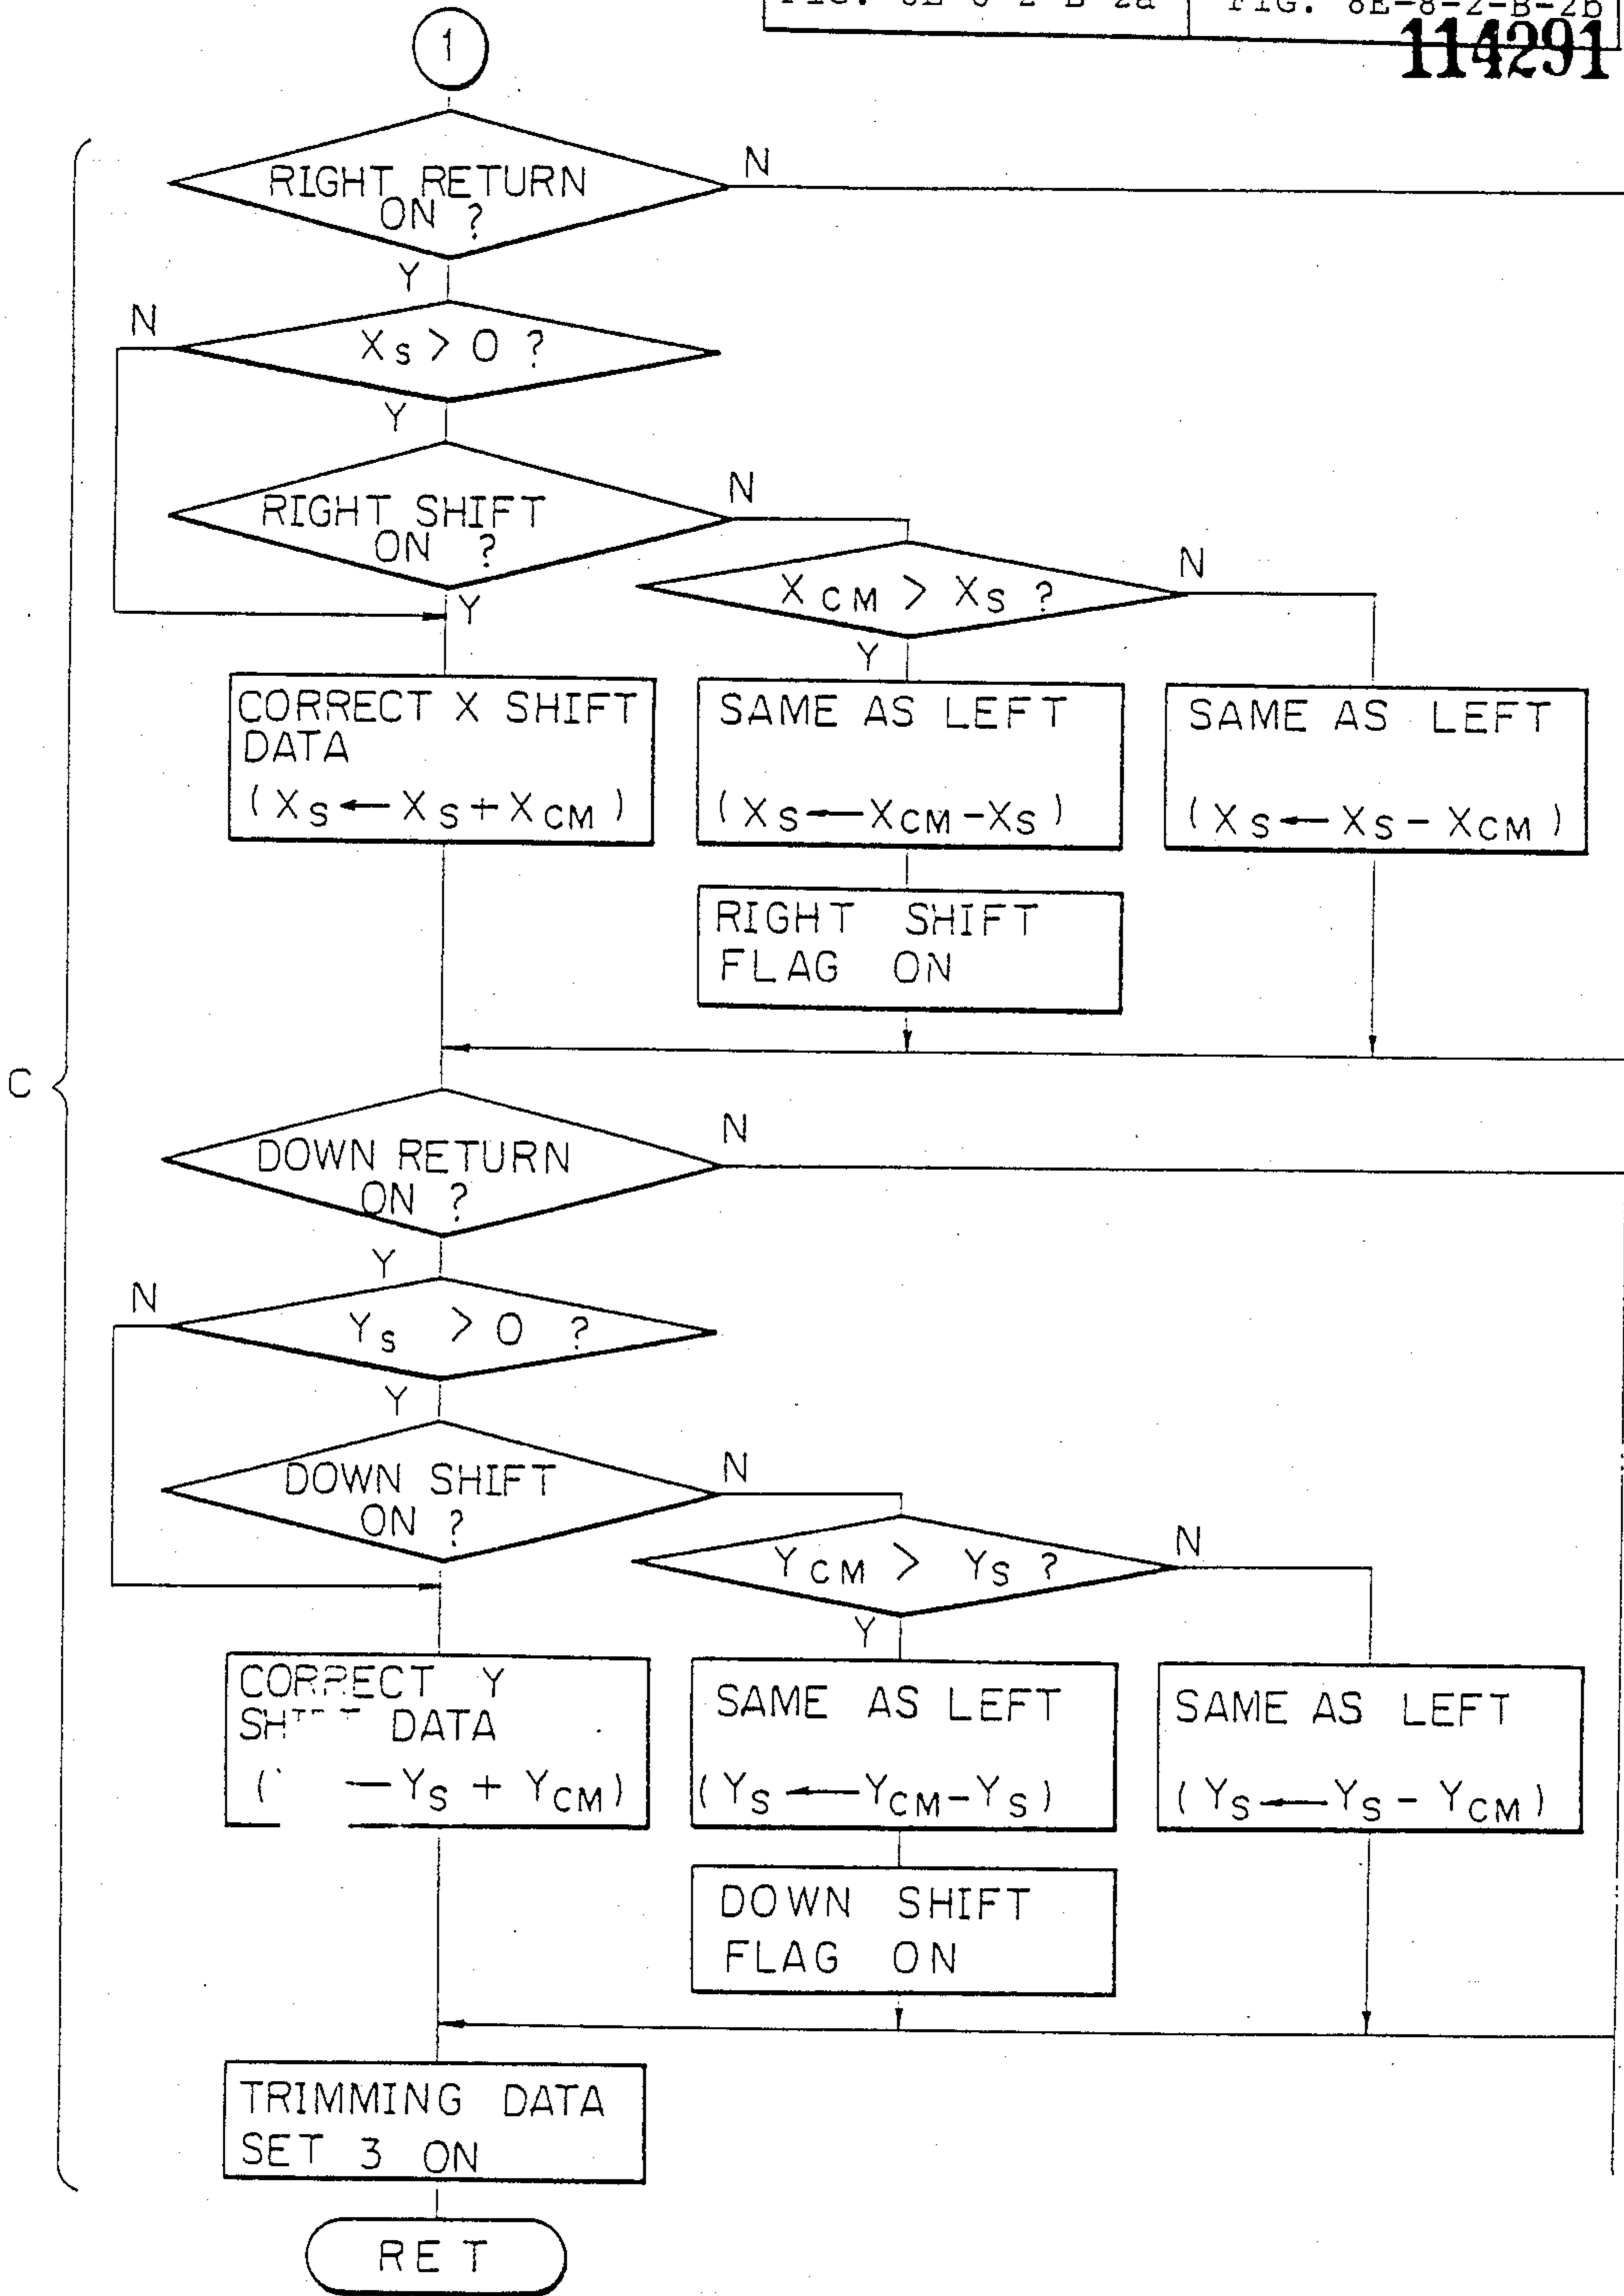 FIG. 8E-8-2-B-2a FIG. 8E-8-2-B-2b
114291
1
RIGHT RETURN
ON ?
N
Y
N
Xs > 0 ?
Y
RIGHT SHIFT
ON ?
N
Y
XCM > XS ?
N
Y
CORRECT X SHIFT
DATA
(XS ← XS + XCM)
SAME AS LEFT
(XS ← XCM - XS)
SAME AS LEFT
(XS ← XS - XCM)
RIGHT SHIFT
FLAG ON
C
DOWN RETURN
ON ?
N
Y
N
Ys > 0 ?
Y
DOWN SHIFT
ON ?
N
YCM > YS ?
N
Y
CORRECT Y
SHIFT DATA
( — YS + YCM)
SAME AS LEFT
(YS ← YCM - YS)
SAME AS LEFT
(YS ← YS - YCM)
DOWN SHIFT
FLAG ON
TRIMMING DATA
SET 3 ON
RET